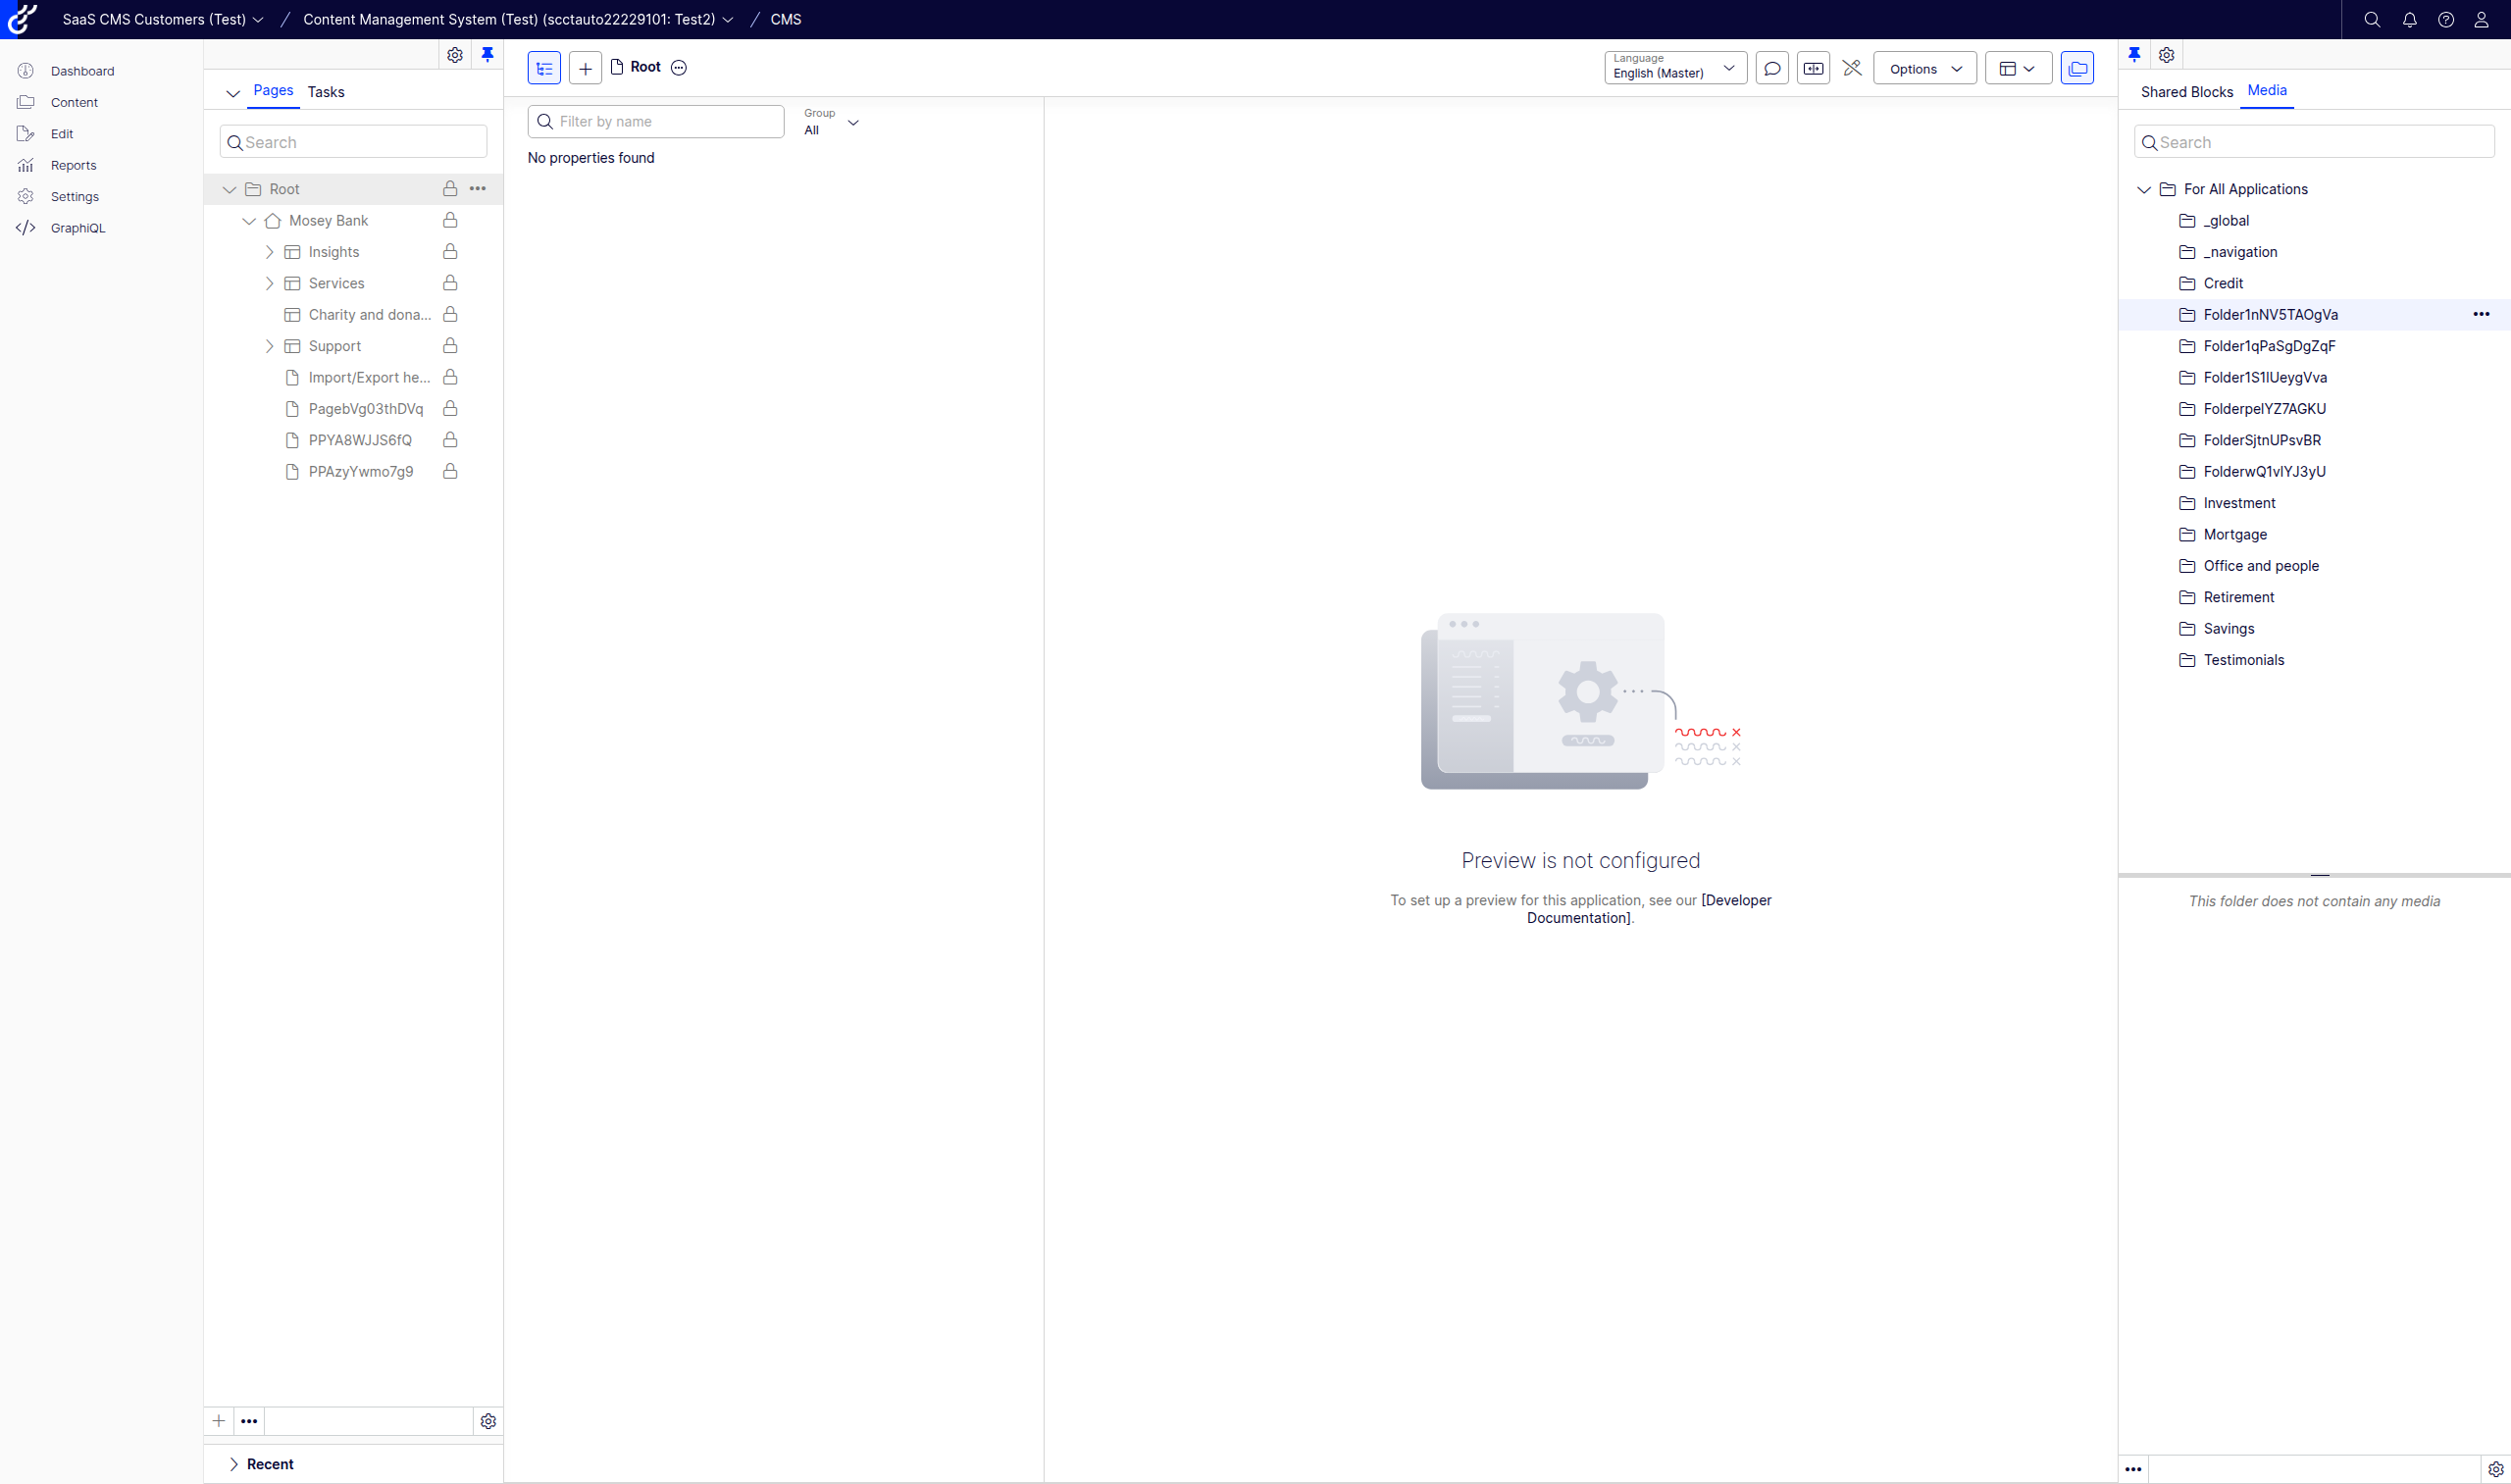 SaaS CMS Customers (Test) / Content Management System (Test) (scctauto22229101: Test2) / CMS
Dashboard
Content
Edit
Reports
Settings
GraphiQL
Pages Tasks
Search
Root
Mosey Bank
Insights
Services
Charity and dona...
Support
Import/Export he...
PagebVg03thDVq
PPYA8WJJS6fQ
PPAzyYwmo7g9
Recent
Root
Language
English (Master)
Options
Filter by name
Group
All
No properties found
Preview is not configured
To set up a preview for this application, see our [Developer
Documentation].
Shared Blocks Media
Search
For All Applications
_global
_navigation
Credit
Folder1nNV5TAOgVa
Folder1qPaSgDgZqF
Folder1S1lUeygVva
FolderpelYZ7AGKU
FolderSjtnUPsvBR
FolderwQ1vlYJ3yU
Investment
Mortgage
Office and people
Retirement
Savings
Testimonials
This folder does not contain any media